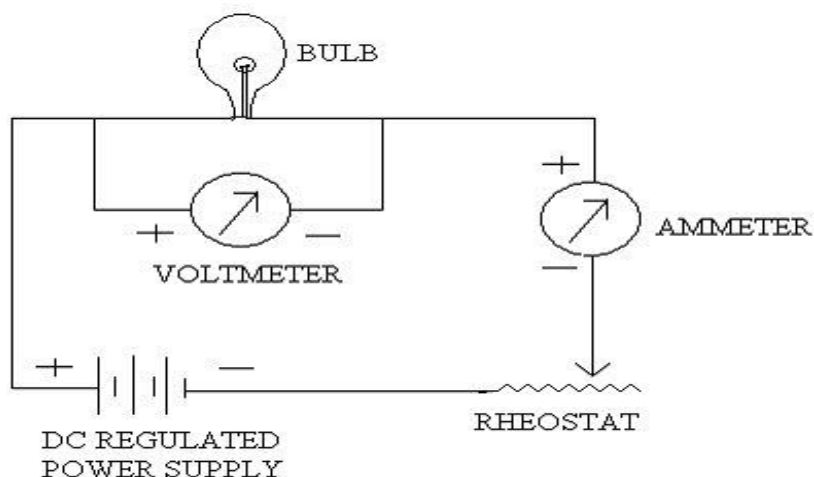 BULB
+
+ −
AMMETER
VOLTMETER
−
+ −
RHEOSTAT
DC REGULATED
POWER SUPPLY